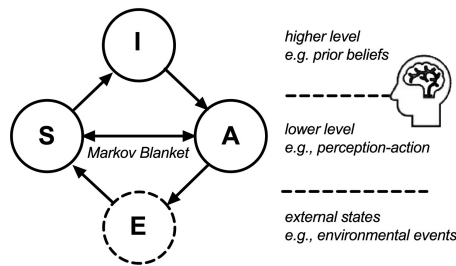 I
higher level
e.g. prior beliefs
S
A
Markov Blanket
lower level
e.g., perception-action
E
external states
e.g., environmental events